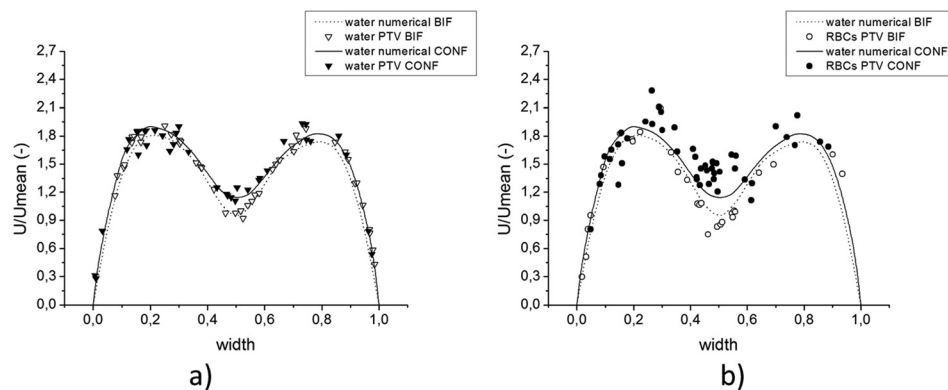 water numerical BIF
water PTV BIF
water numerical CONF
water PTV CONF
2,7
2,4
2,1
1,8
1,5
1,2
0,9
0,6
0,3
0,0
U/Umean (-)
0,0 0,2 0,4 0,6 0,8 1,0
width
a)
water numerical BIF
RBCs PTV BIF
water numerical CONF
RBCs PTV CONF
2,7
2,4
2,1
1,8
1,5
1,2
0,9
0,6
0,3
0,0
U/Umean (-)
0,0 0,2 0,4 0,6 0,8 1,0
width
b)